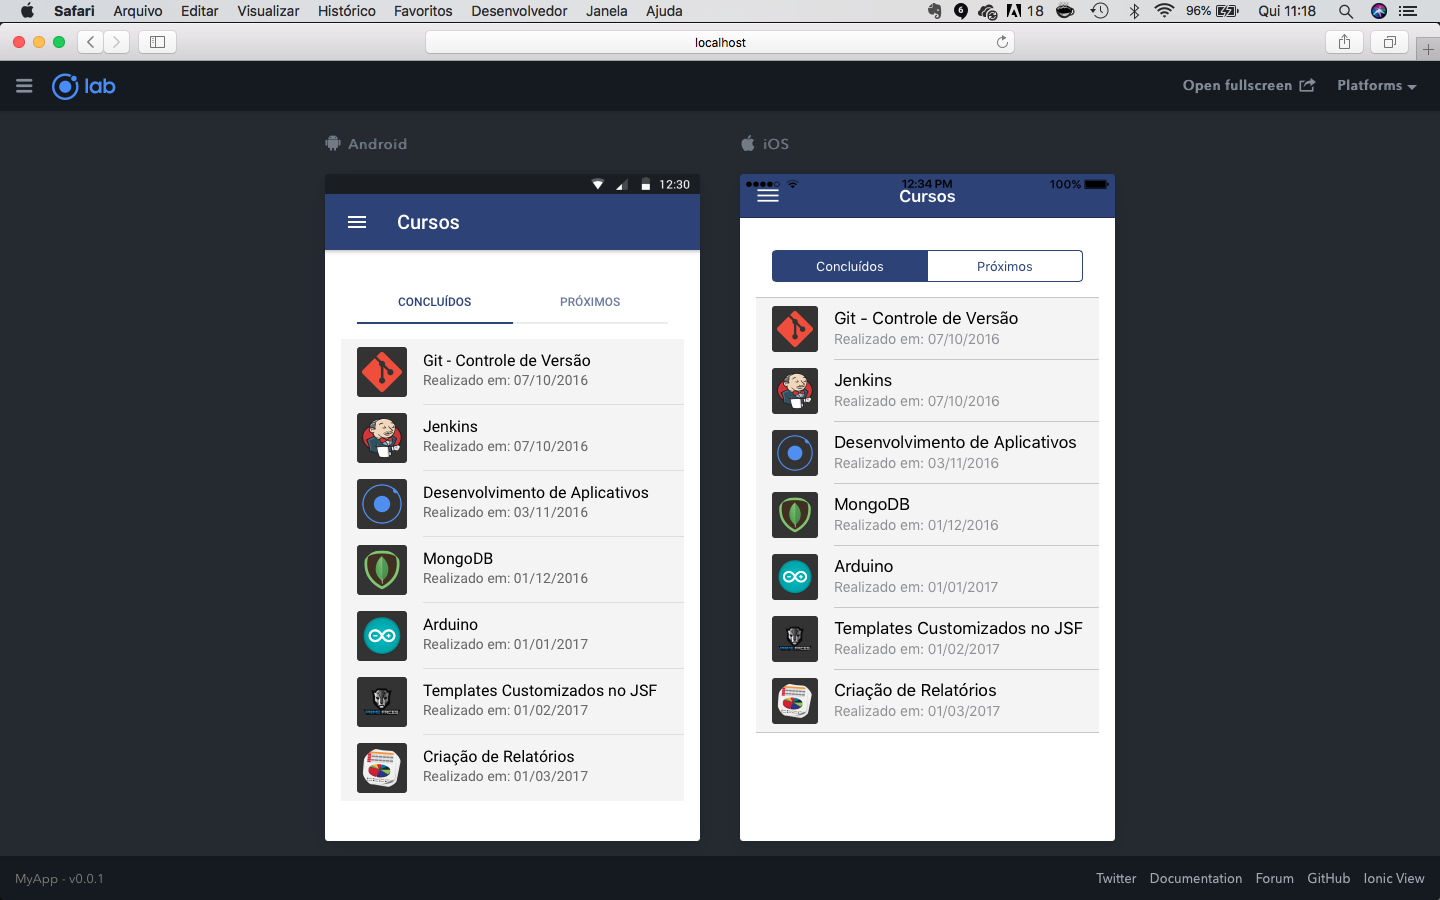 Safari Arquivo Editar Visualizar Histórico Favoritos Desenvolvedor Janela Ajuda 6 18 96% Qui 11:18
localhost
lab Open fullscreen Platforms
Android
12:30
Cursos
CONCLUÍDOS PRÓXIMOS
Git - Controle de Versão
Realizado em: 07/10/2016
Jenkins
Realizado em: 07/10/2016
Desenvolvimento de Aplicativos
Realizado em: 03/11/2016
MongoDB
Realizado em: 01/12/2016
Arduino
Realizado em: 01/01/2017
Templates Customizados no JSF
Realizado em: 01/02/2017
Criação de Relatórios
Realizado em: 01/03/2017
iOS
12:34 PM 100%
Cursos
Concluídos Próximos
Git - Controle de Versão
Realizado em: 07/10/2016
Jenkins
Realizado em: 07/10/2016
Desenvolvimento de Aplicativos
Realizado em: 03/11/2016
MongoDB
Realizado em: 01/12/2016
Arduino
Realizado em: 01/01/2017
Templates Customizados no JSF
Realizado em: 01/02/2017
Criação de Relatórios
Realizado em: 01/03/2017
MyApp - v0.0.1 Twitter Documentation Forum GitHub Ionic View